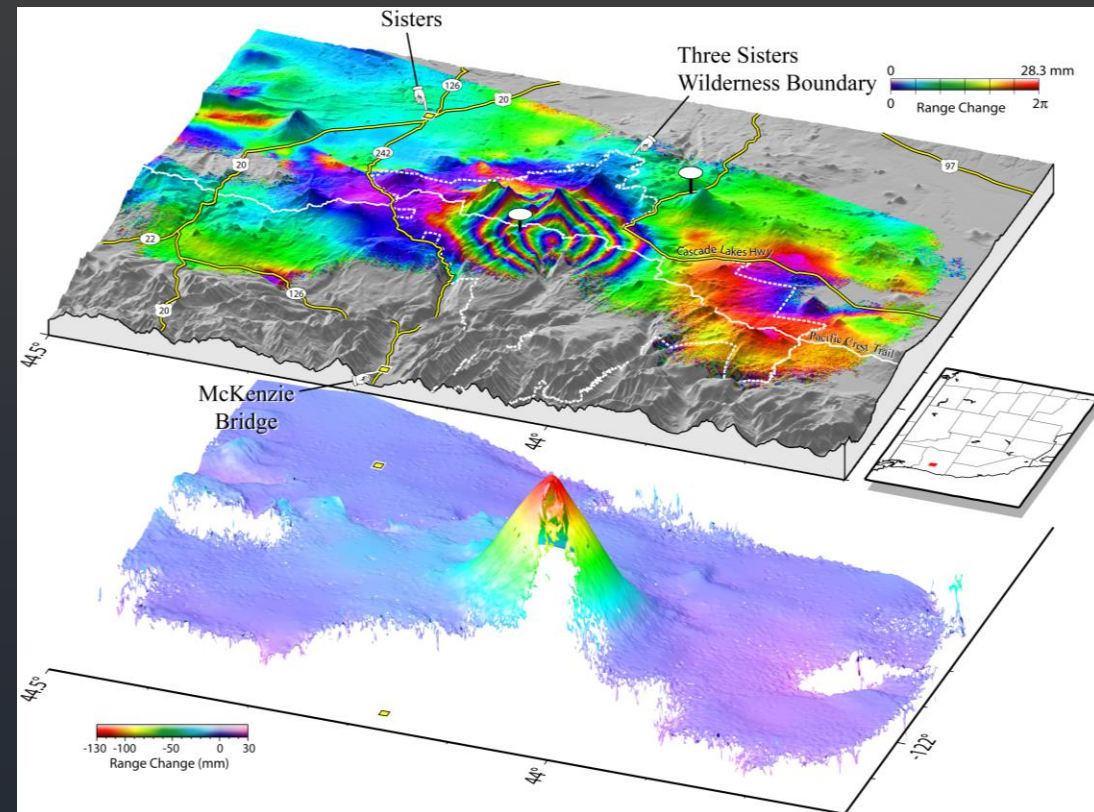 Sisters
Three Sisters
Wilderness Boundary
0
28.3 mm
0
2π
Range Change
126
20
97
242
20
22
126
20
Cascade Lakes Hwy
Pacific Crest Trail
44.5°
McKenzie
Bridge
44°
44.5°
-130 -100 -50 0 30
Range Change (mm)
44°
-122°